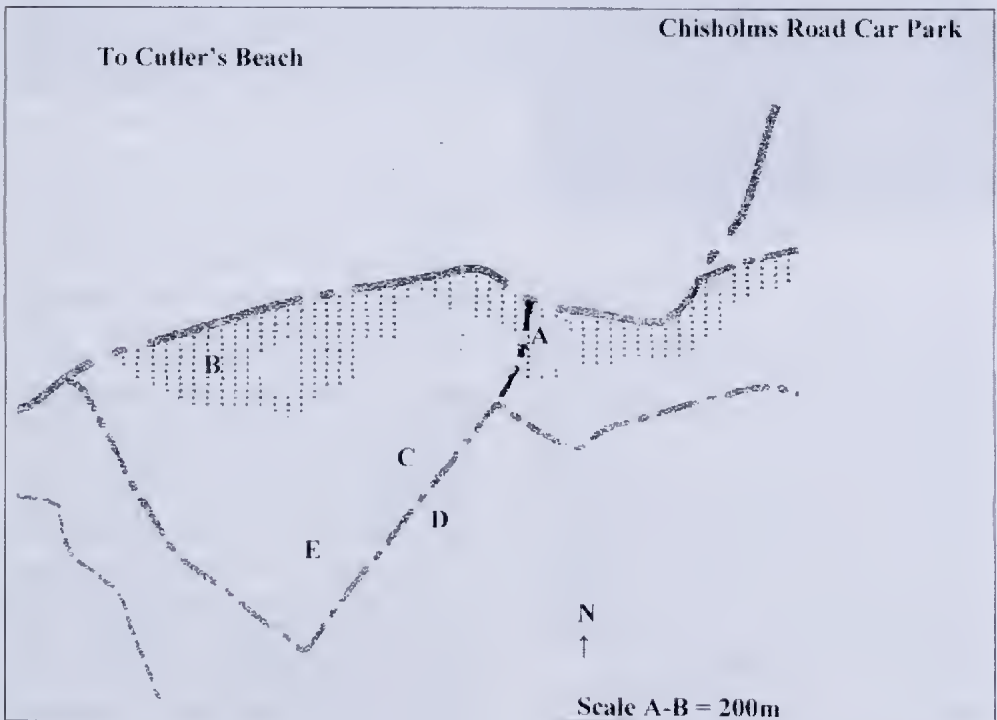 Chisholms Road Car Park
To Cutler's Beach
A
B
C
D
E
N
↑
Scale A-B = 200m